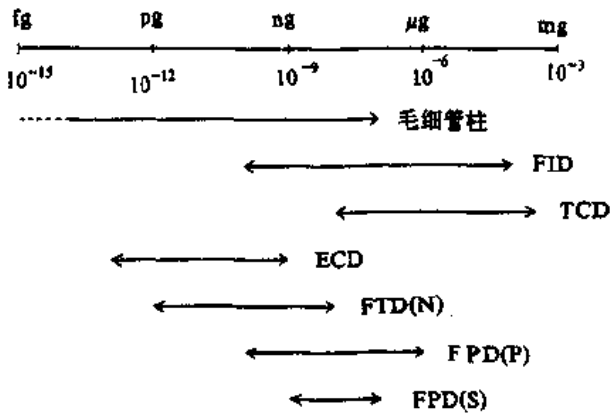 fg pg ng μg mg
10⁻¹⁵ 10⁻¹² 10⁻⁹ 10⁻⁶ 10⁻³
毛细管柱
FID
TCD
ECD
FTD(N)
FPD(P)
FPD(S)